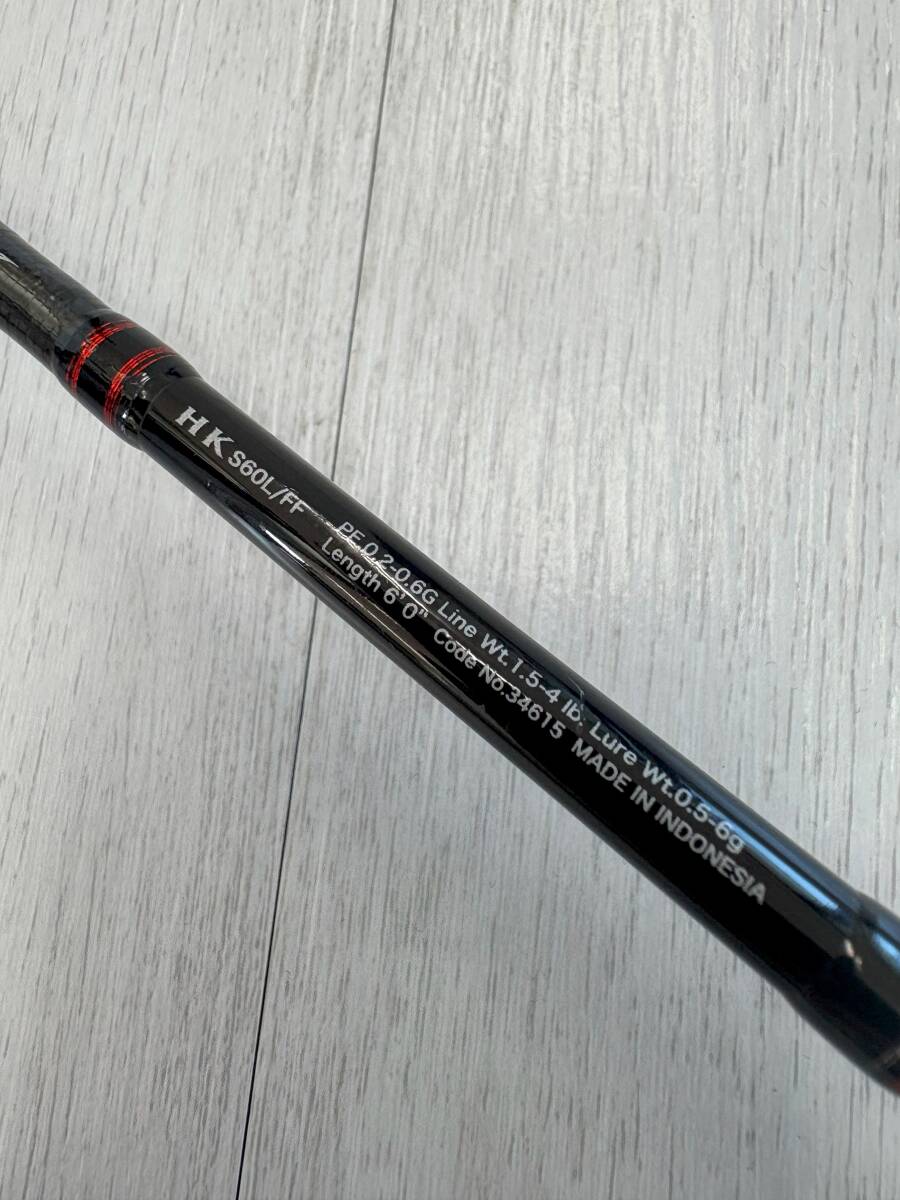 HK S60L/FF
PE 0.2-0.6G Line Wt.1.5-4 lb. Lure Wt.0.5-6g
Length 6'0" Code No.34615 MADE IN INDONESIA